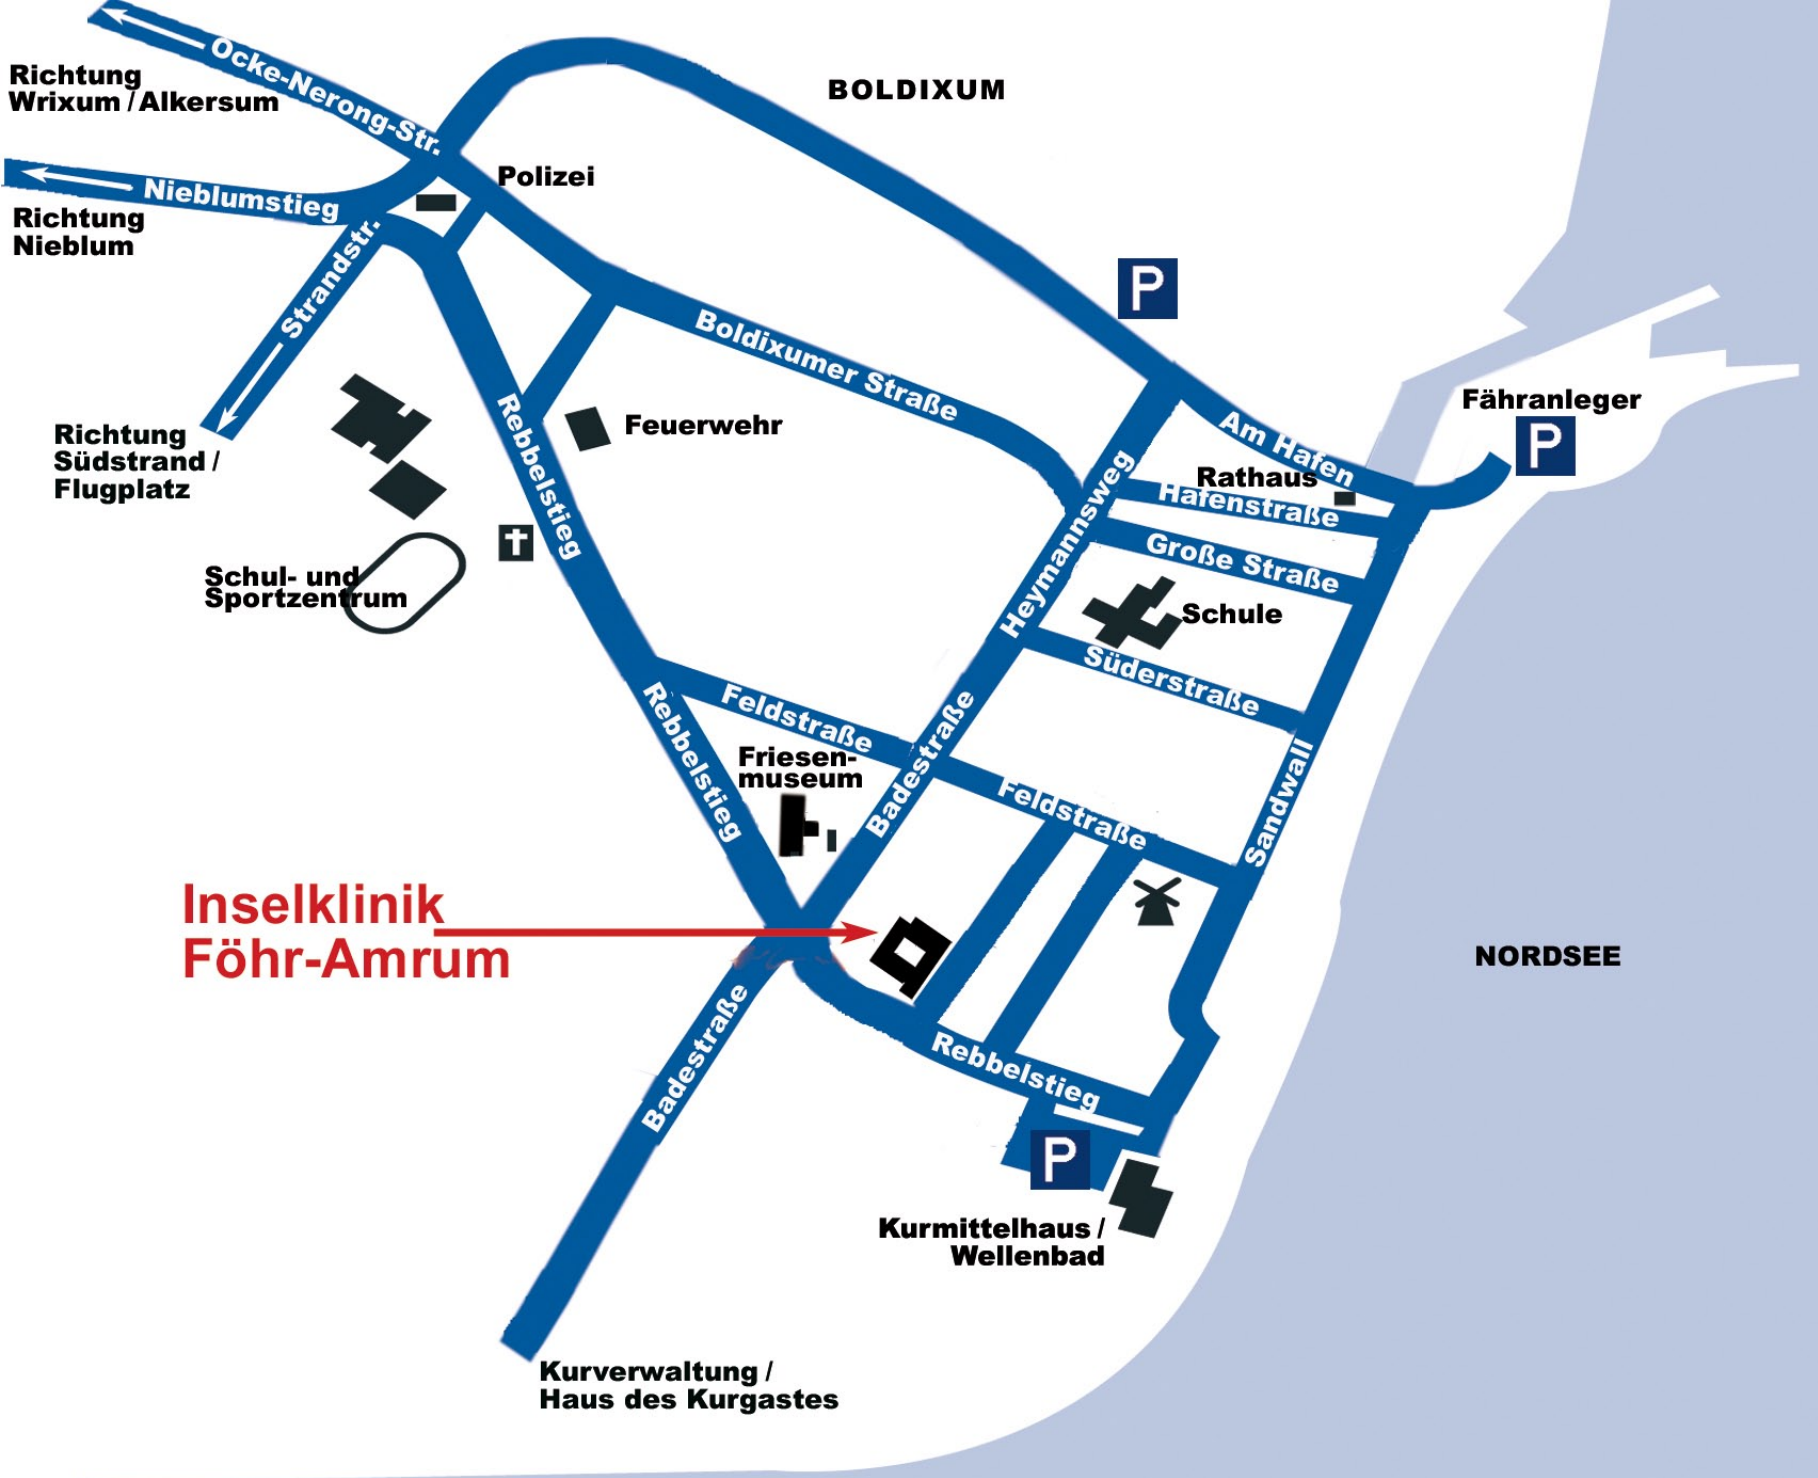 Ocke-Nerong-Str.
Richtung
Wrixum / Alkersum
BOLDIXUM
Polizei
Nieblumstieg
Richtung
Nieblum
Strandstr.
P
Boldixumer Straße
Fähranleger
P
Am Hafen
Rebbelstieg
Feuerwehr
Richtung
Südstrand /
Flugplatz
Rathaus
Hafenstraße
Heymannsweg
Große Straße
Schul- und
Sportzentrum
Schule
Süderstraße
Rebbelstieg
Feldstraße
Badestraße
Friesen-
museum
Feldstraße
Sandwall
Inselklinik
Föhr-Amrum
NORDSEE
Badestraße
Rebbelstieg
P
Kurmittelhaus /
Wellenbad
Kurverwaltung /
Haus des Kurgastes